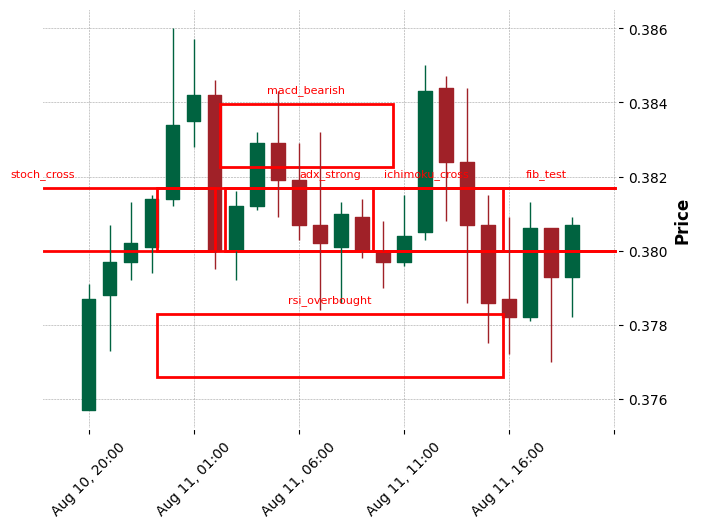 0.386
macd_bearish
0.384
stoch_cross
adx_strong
ichimoku_cross
fib_test
0.382
Price
0.380
rsi_overbought
0.378
0.376
Aug 10, 20:00
Aug 11, 01:00
Aug 11, 06:00
Aug 11, 11:00
Aug 11, 16:00